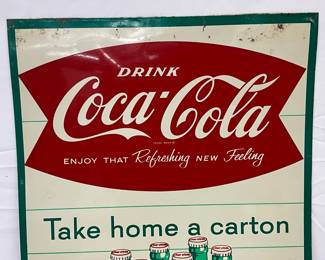 DRINK
Coca-Cola
ENJOY THAT Refreshing NEW Feeling
Take home a carton